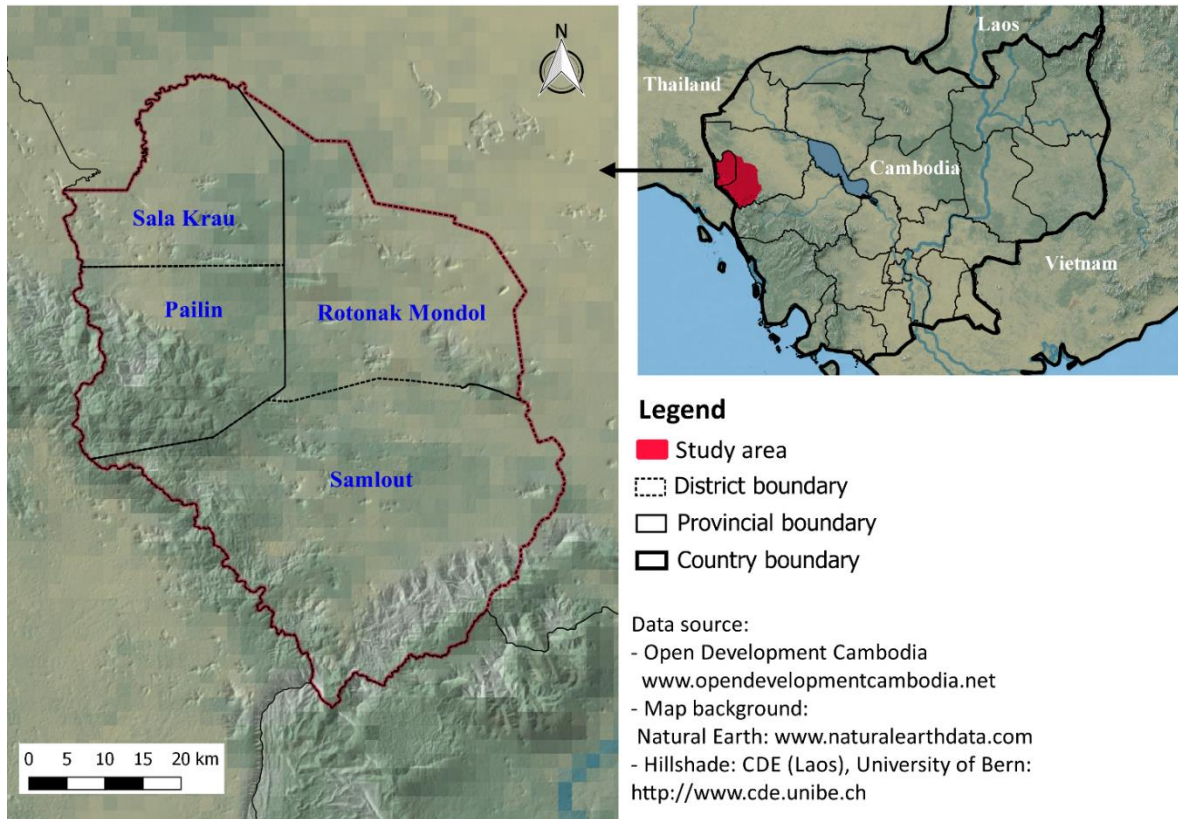 N
Sala Krau
Pailin
Rotonak Mondol
Samlout
0 5 10 15 20 km
Laos
Thailand
Cambodia
Vietnam
Legend
Study area
District boundary
Provincial boundary
Country boundary
Data source:
- Open Development Cambodia
www.opendevelopmentcambodia.net
- Map background:
Natural Earth: www.naturalearthdata.com
- Hillshade: CDE (Laos), University of Bern:
http://www.cde.unibe.ch